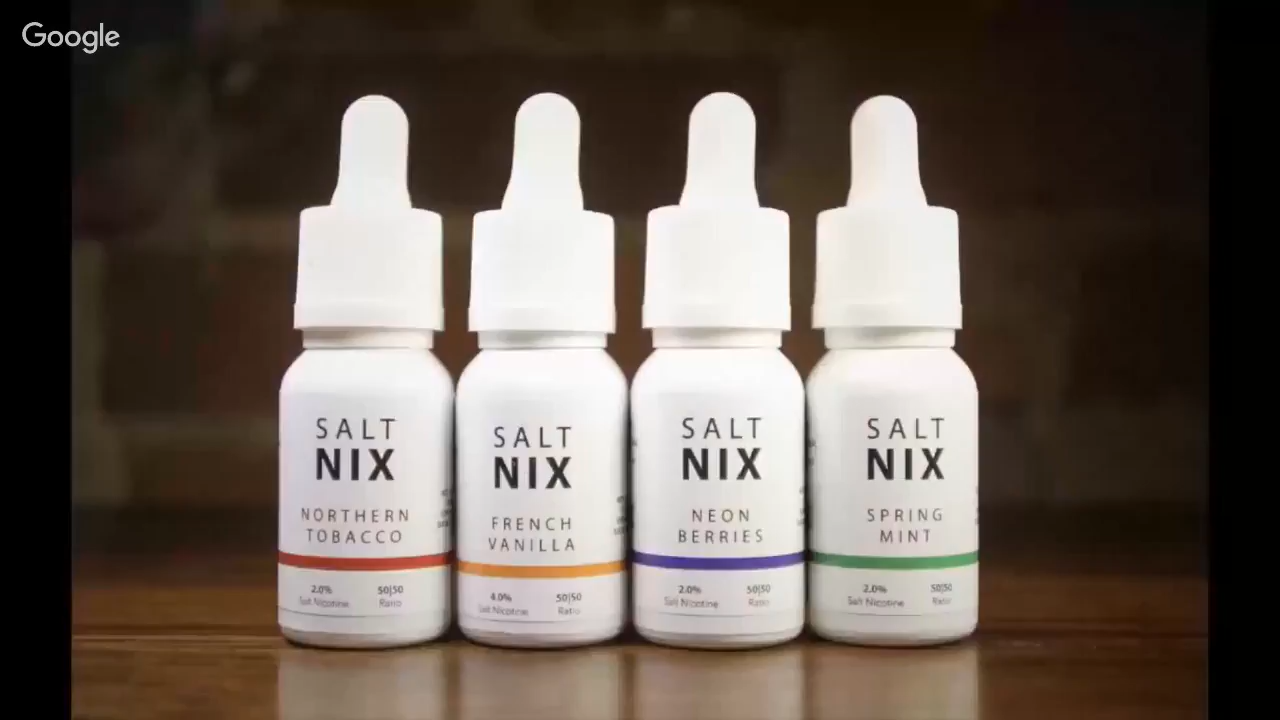 Google
SALT
NIX
NORTHERN
TOBACCO
2.0%
50|50
Salt Nicotine
Ratio
SALT
NIX
FRENCH
VANILLA
4.0%
50|50
Salt Nicotine
Ratio
SALT
NIX
NEON
BERRIES
2.0%
50|50
Salt Nicotine
Ratio
SALT
NIX
SPRING
MINT
2.0%
50|50
Salt Nicotine
Ratio